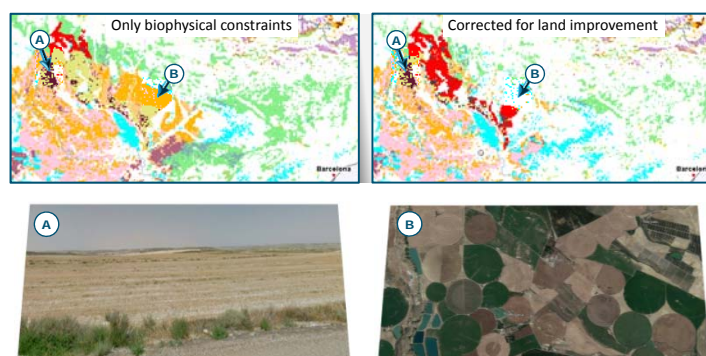 Only biophysical constraints
Corrected for land improvement
A
B
A
B
Barcelona
Barcelona
A
B